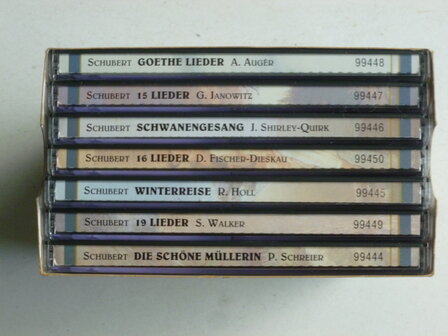 SCHUBERT GOETHE LIEDER A. AUGÉR 99448
SCHUBERT 15 LIEDER G. JANOWITZ 99447
SCHUBERT SCHWANENGESANG J. SHIRLEY-QUIRK 99446
SCHUBERT 16 LIEDER D. FISCHER-DIESKAU 99450
SCHUBERT WINTERREISE R. HOLL 99445
SCHUBERT 19 LIEDER S. WALKER 99449
SCHUBERT DIE SCHÖNE MÜLLERIN P. SCHREIER 99444